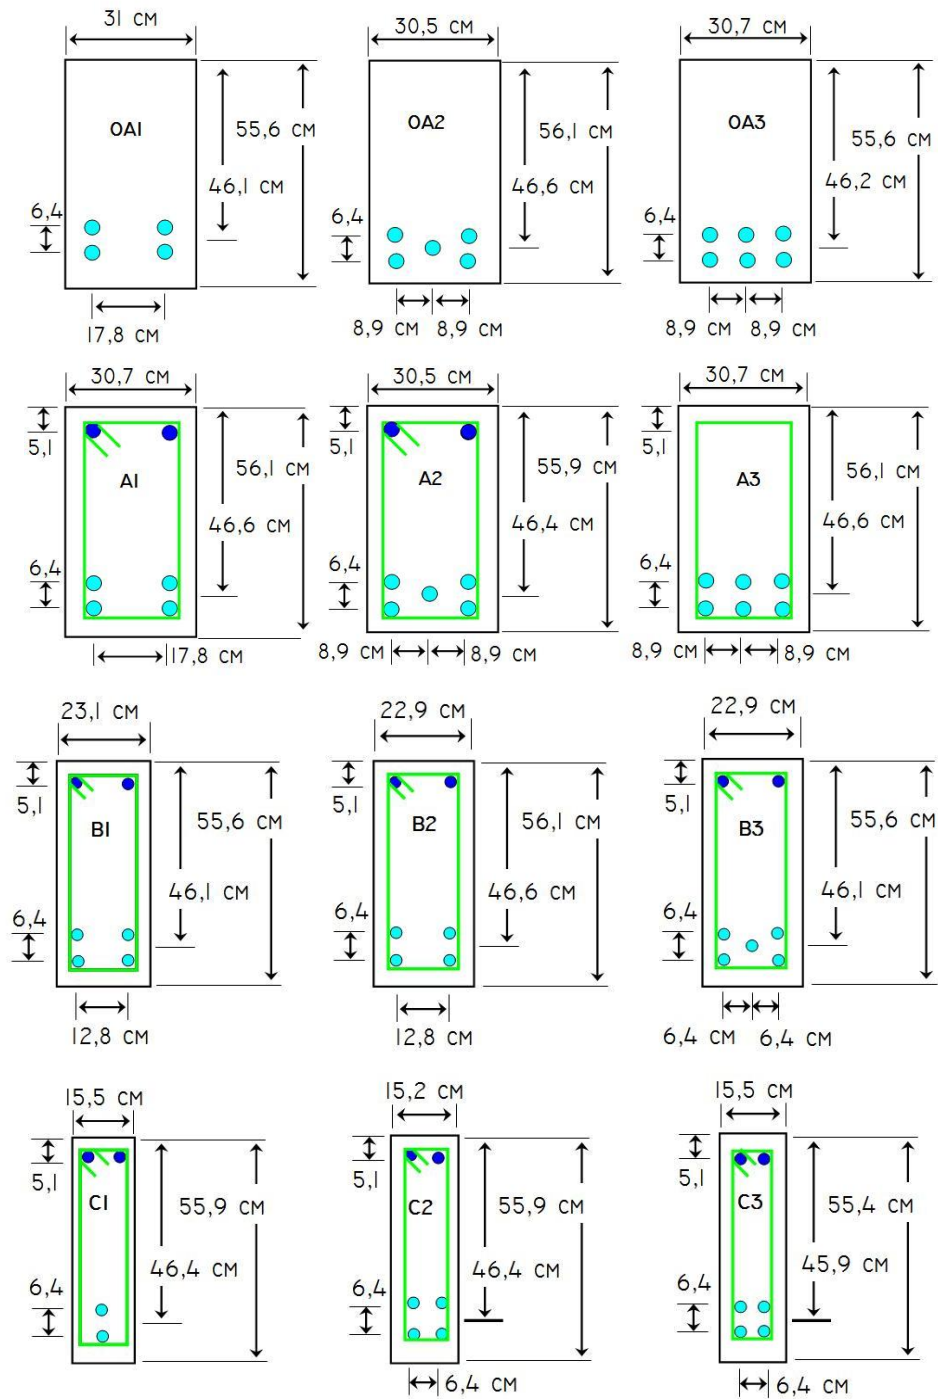 31 CM
30,5 CM
30,7 CM
OA1
OA2
OA3
55,6 CM
56,1 CM
55,6 CM
46,1 CM
46,6 CM
46,2 CM
6,4
6,4
6,4
17,8 CM
8,9 CM
8,9 CM
8,9 CM
8,9 CM
30,7 CM
30,5 CM
30,7 CM
5,1
5,1
5,1
A1
A2
A3
56,1 CM
55,9 CM
56,1 CM
46,6 CM
46,4 CM
46,6 CM
6,4
6,4
6,4
17,8 CM
8,9 CM
8,9 CM
8,9 CM
8,9 CM
23,1 CM
22,9 CM
22,9 CM
5,1
5,1
5,1
B1
B2
B3
55,6 CM
56,1 CM
55,6 CM
46,1 CM
46,6 CM
46,1 CM
6,4
6,4
6,4
12,8 CM
12,8 CM
6,4 CM
6,4 CM
15,5 CM
15,2 CM
15,5 CM
5,1
5,1
5,1
C1
C2
C3
55,9 CM
55,9 CM
55,4 CM
46,4 CM
46,4 CM
45,9 CM
6,4
6,4
6,4
6,4 CM
6,4 CM